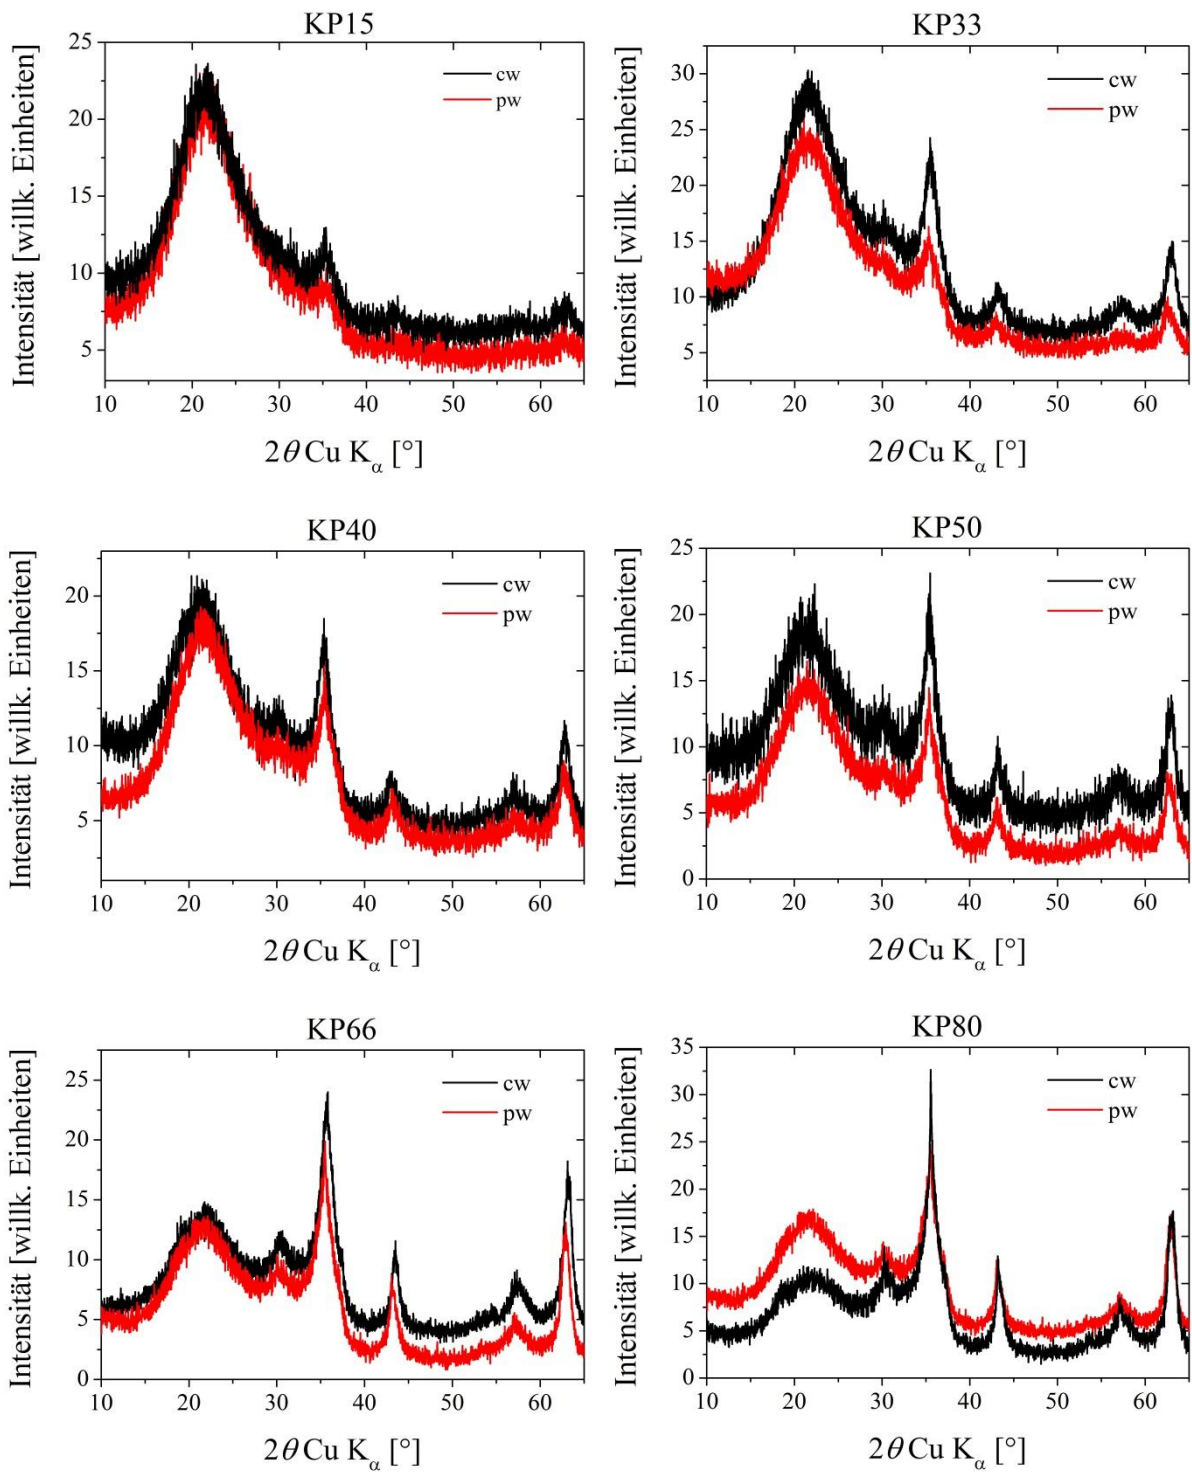 KP15
25
20
15
10
5
10 20 30 40 50 60
Intensität [willk. Einheiten]
2θ Cu Kα [°]
cw
pw
KP33
30
25
20
15
10
5
10 20 30 40 50 60
Intensität [willk. Einheiten]
2θ Cu Kα [°]
cw
pw
KP40
20
15
10
5
10 20 30 40 50 60
Intensität [willk. Einheiten]
2θ Cu Kα [°]
cw
pw
KP50
25
20
15
10
5
0
10 20 30 40 50 60
Intensität [willk. Einheiten]
2θ Cu Kα [°]
cw
pw
KP66
25
20
15
10
5
0
10 20 30 40 50 60
Intensität [willk. Einheiten]
2θ Cu Kα [°]
cw
pw
KP80
35
30
25
20
15
10
5
0
10 20 30 40 50 60
Intensität [willk. Einheiten]
2θ Cu Kα [°]
cw
pw